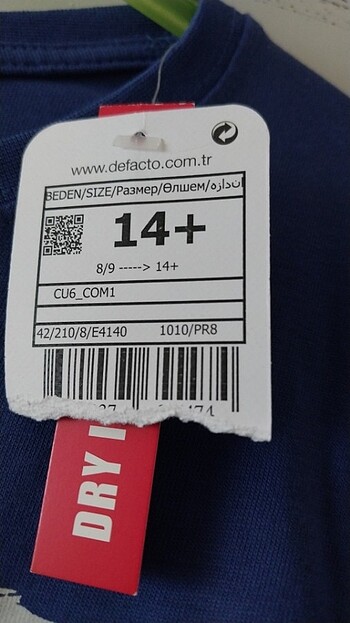 www.defacto.com.tr
BEDEN/SIZE/Размер/Өлшем/اندازه
14+
8/9 -----> 14+
CU6_COM1
42/210/8/E4140 1010/PR8
DRY